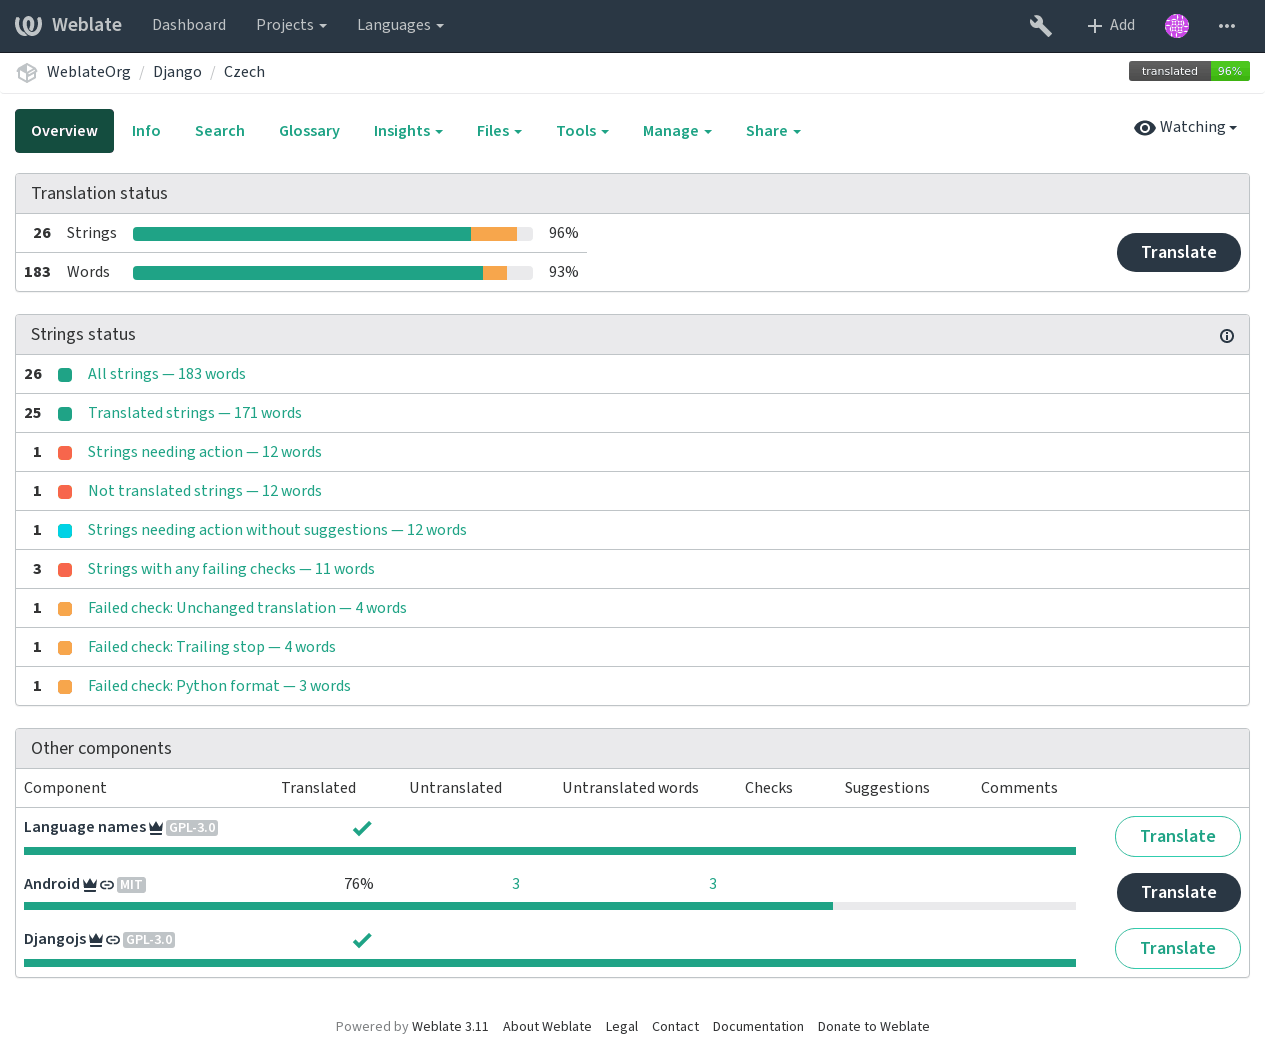 Weblate Dashboard Projects Languages Add
WeblateOrg / Django / Czech translated 96%
Overview Info Search Glossary Insights Files Tools Manage Share Watching
Translation status
26 Strings 96%
Translate
183 Words 93%
Strings status
26 All strings — 183 words
25 Translated strings — 171 words
1 Strings needing action — 12 words
1 Not translated strings — 12 words
1 Strings needing action without suggestions — 12 words
3 Strings with any failing checks — 11 words
1 Failed check: Unchanged translation — 4 words
1 Failed check: Trailing stop — 4 words
1 Failed check: Python format — 3 words
Other components
Component Translated Untranslated Untranslated words Checks Suggestions Comments
Language names GPL-3.0 Translate
Android MIT 76% 3 3 Translate
Djangojs GPL-3.0 Translate
Powered by Weblate 3.11 About Weblate Legal Contact Documentation Donate to Weblate